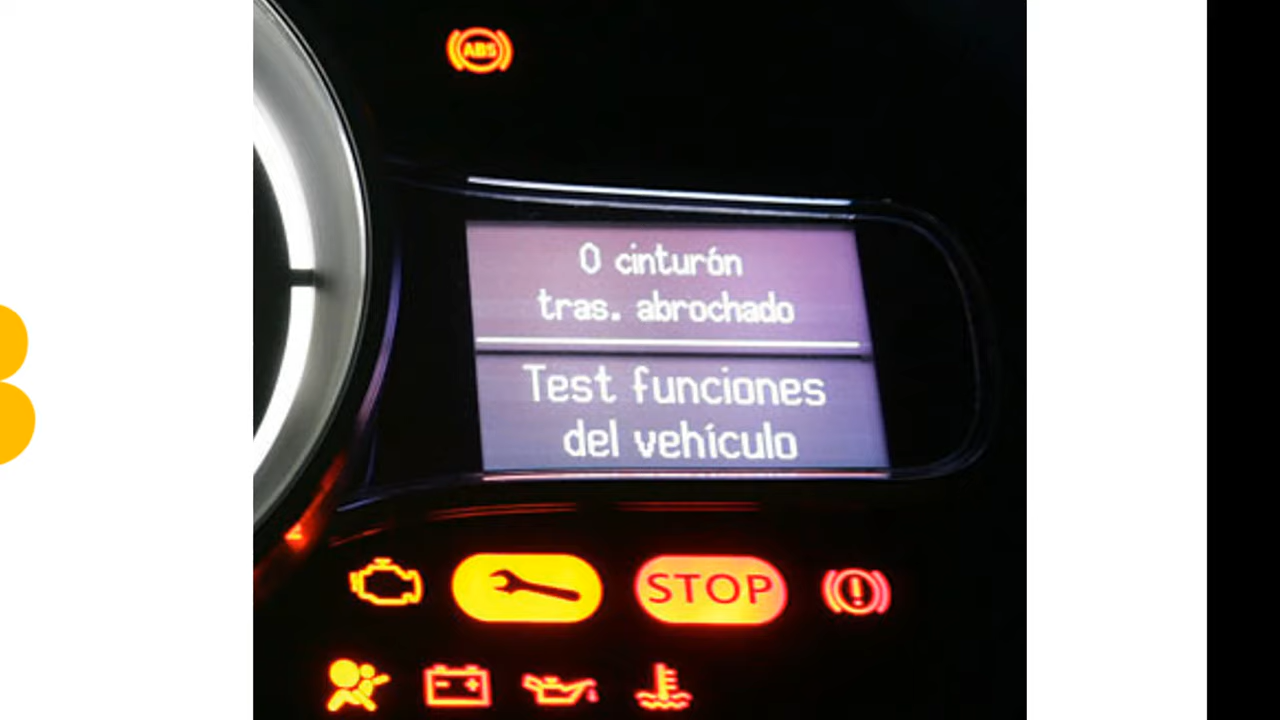 ABS
0 cinturón
tras. abrochado
Test funciones
del vehículo
STOP